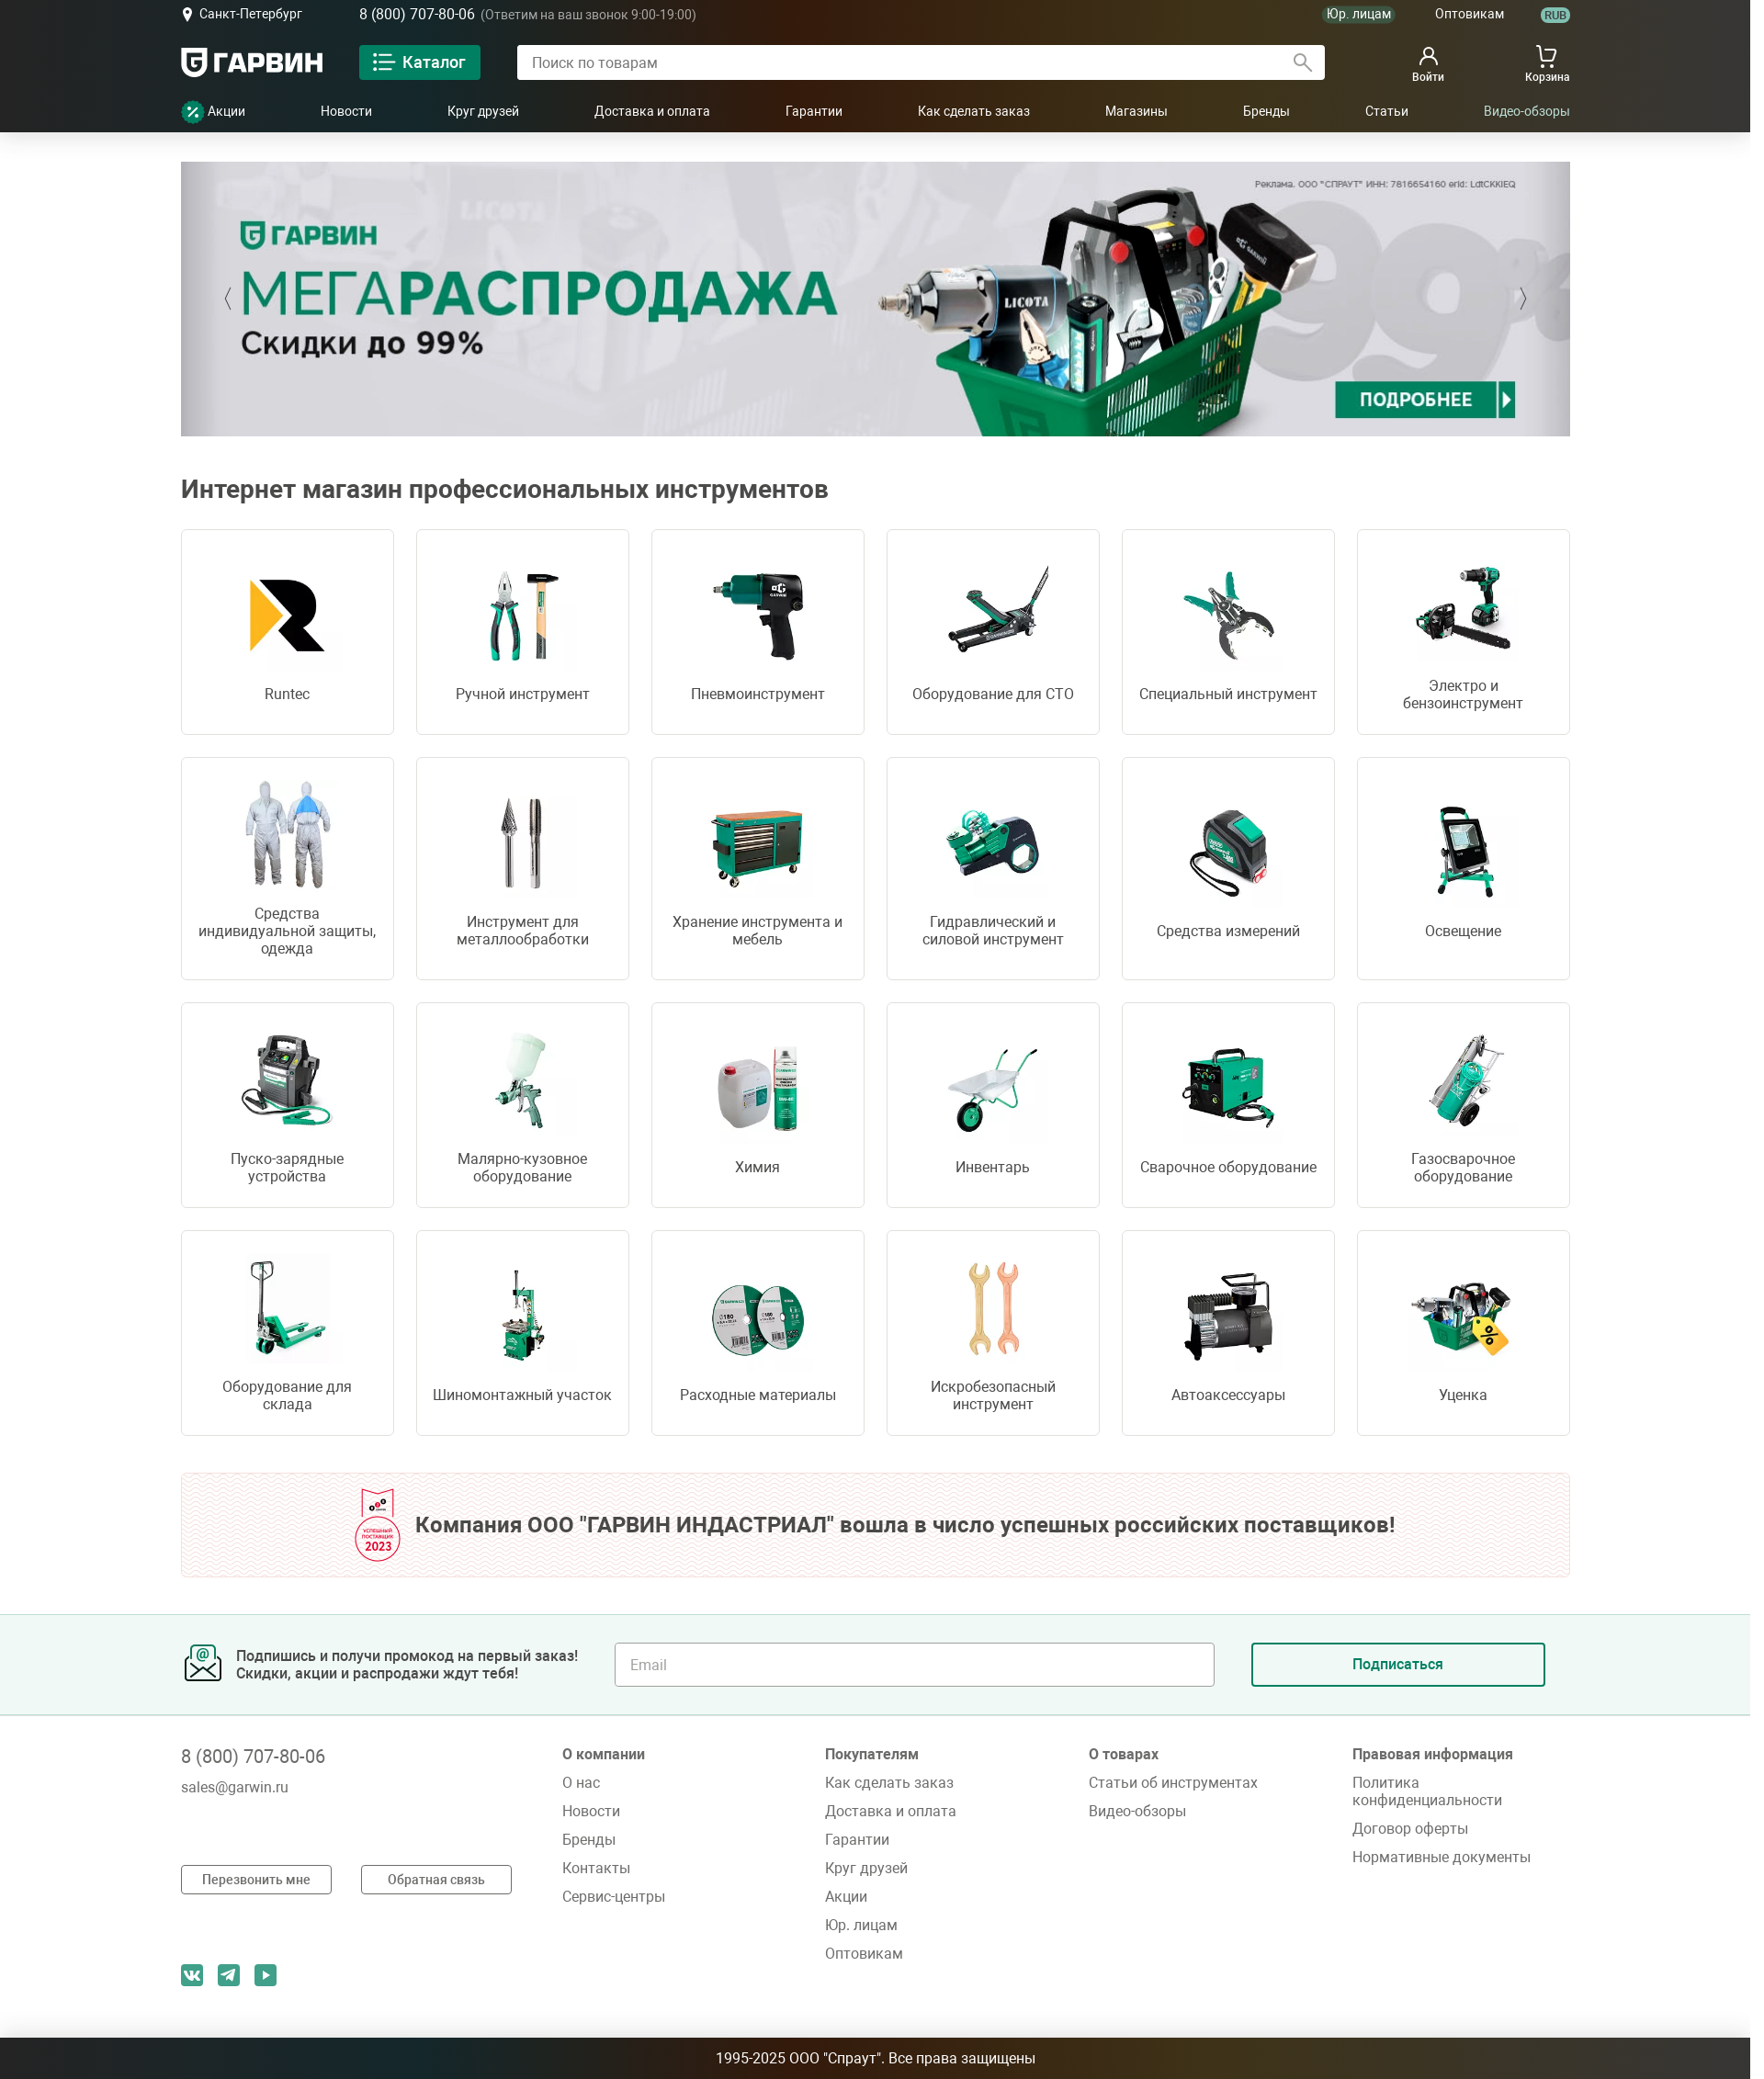 Санкт-Петербург
8 (800) 707-80-06 (Ответим на ваш звонок 9:00-19:00)
Юр. лицам
Оптовикам
RUB
ГАРВИН
Каталог
Поиск по товарам
Войти
Корзина
Акции
Новости
Круг друзей
Доставка и оплата
Гарантии
Как сделать заказ
Магазины
Бренды
Статьи
Видео-обзоры
Реклама. ООО "СПРАУТ" ИНН: 7816654160 erid: LdtCKKiEQ
ГАРВИН
МЕГАРАСПРОДАЖА
Скидки до 99%
LICOTA
LICOTA
GARWIN
ПОДРОБНЕЕ
Интернет магазин профессиональных инструментов
Runtec
Ручной инструмент
Пневмоинструмент
Оборудование для СТО
Специальный инструмент
Электро и
бензоинструмент
Средства
индивидуальной защиты,
одежда
Инструмент для
металлообработки
Хранение инструмента и
мебель
Гидравлический и
силовой инструмент
Средства измерений
Освещение
Пуско-зарядные
устройства
Малярно-кузовное
оборудование
Химия
Инвентарь
Сварочное оборудование
Газосварочное
оборудование
Оборудование для
склада
Шиномонтажный участок
Расходные материалы
Искробезопасный
инструмент
Автоаксессуары
Уценка
УСПЕШНЫЙ
ПОСТАВЩИК
2023
Компания ООО "ГАРВИН ИНДАСТРИАЛ" вошла в число успешных российских поставщиков!
Подпишись и получи промокод на первый заказ!
Скидки, акции и распродажи ждут тебя!
Email
Подписаться
8 (800) 707-80-06
sales@garwin.ru
Перезвонить мне
Обратная связь
О компании
О нас
Новости
Бренды
Контакты
Сервис-центры
Покупателям
Как сделать заказ
Доставка и оплата
Гарантии
Круг друзей
Акции
Юр. лицам
Оптовикам
О товарах
Статьи об инструментах
Видео-обзоры
Правовая информация
Политика
конфиденциальности
Договор оферты
Нормативные документы
1995-2025 ООО "Спраут". Все права защищены